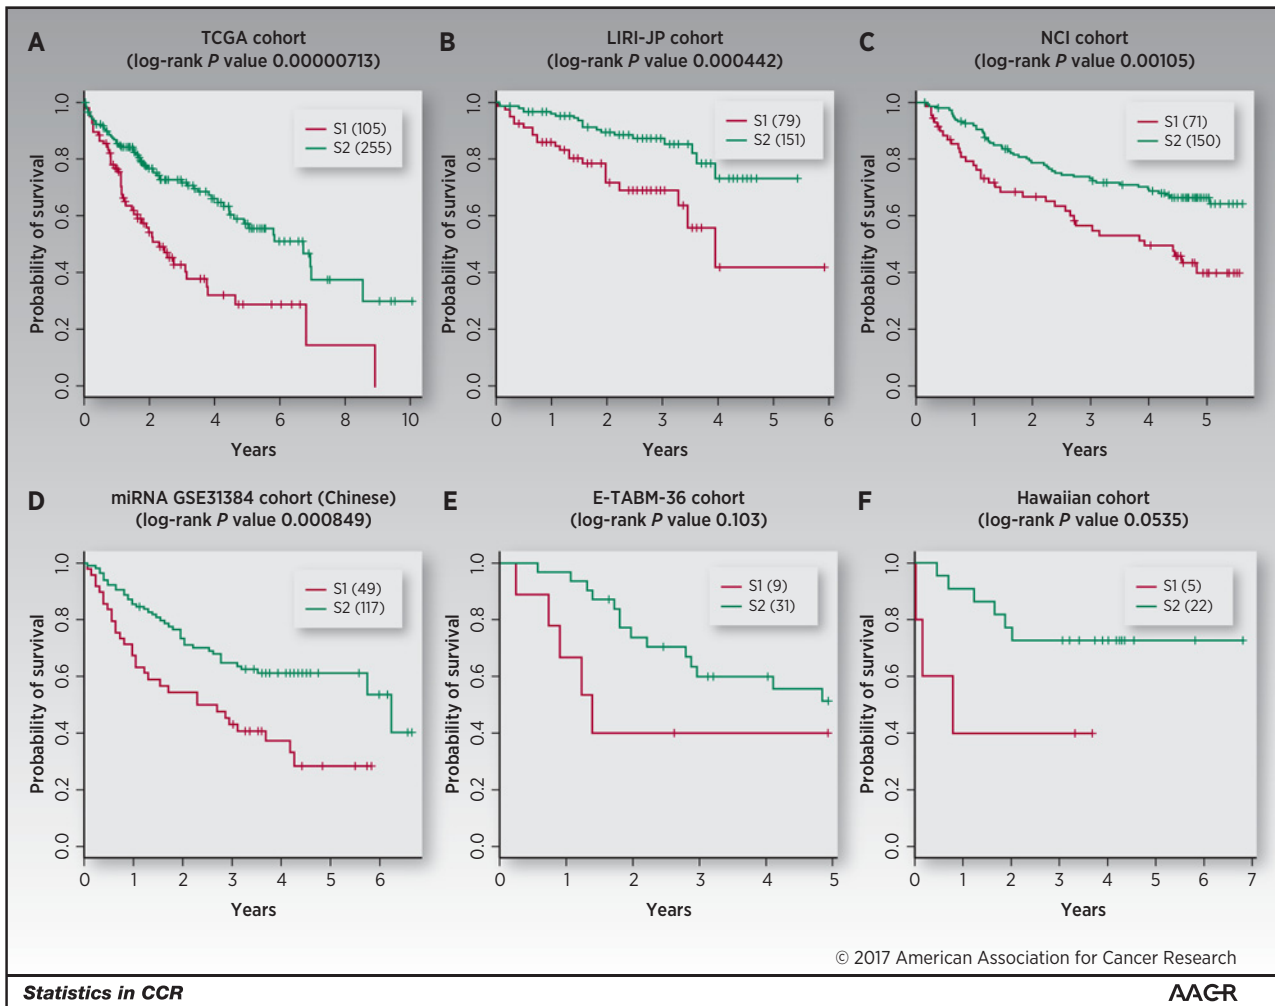 A
TCGA cohort
(log-rank P value 0.00000713)
Probability of survival
1.0
0.8
0.6
0.4
0.2
0.0
S1 (105)
S2 (255)
0 2 4 6 8 10
Years
B
LIRI-JP cohort
(log-rank P value 0.000442)
Probability of survival
1.0
0.8
0.6
0.4
0.2
0.0
S1 (79)
S2 (151)
0 1 2 3 4 5 6
Years
C
NCI cohort
(log-rank P value 0.00105)
Probability of survival
1.0
0.8
0.6
0.4
0.2
0.0
S1 (71)
S2 (150)
0 1 2 3 4 5
Years
D
miRNA GSE31384 cohort (Chinese)
(log-rank P value 0.000849)
Probability of survival
1.0
0.8
0.6
0.4
0.2
0.0
S1 (49)
S2 (117)
0 1 2 3 4 5 6
Years
E
E-TABM-36 cohort
(log-rank P value 0.103)
Probability of survival
1.0
0.8
0.6
0.4
0.2
0.0
S1 (9)
S2 (31)
0 1 2 3 4 5
Years
F
Hawaiian cohort
(log-rank P value 0.0535)
Probability of survival
1.0
0.8
0.6
0.4
0.2
0.0
S1 (5)
S2 (22)
0 1 2 3 4 5 6 7
Years
© 2017 American Association for Cancer Research
Statistics in CCR
AACR